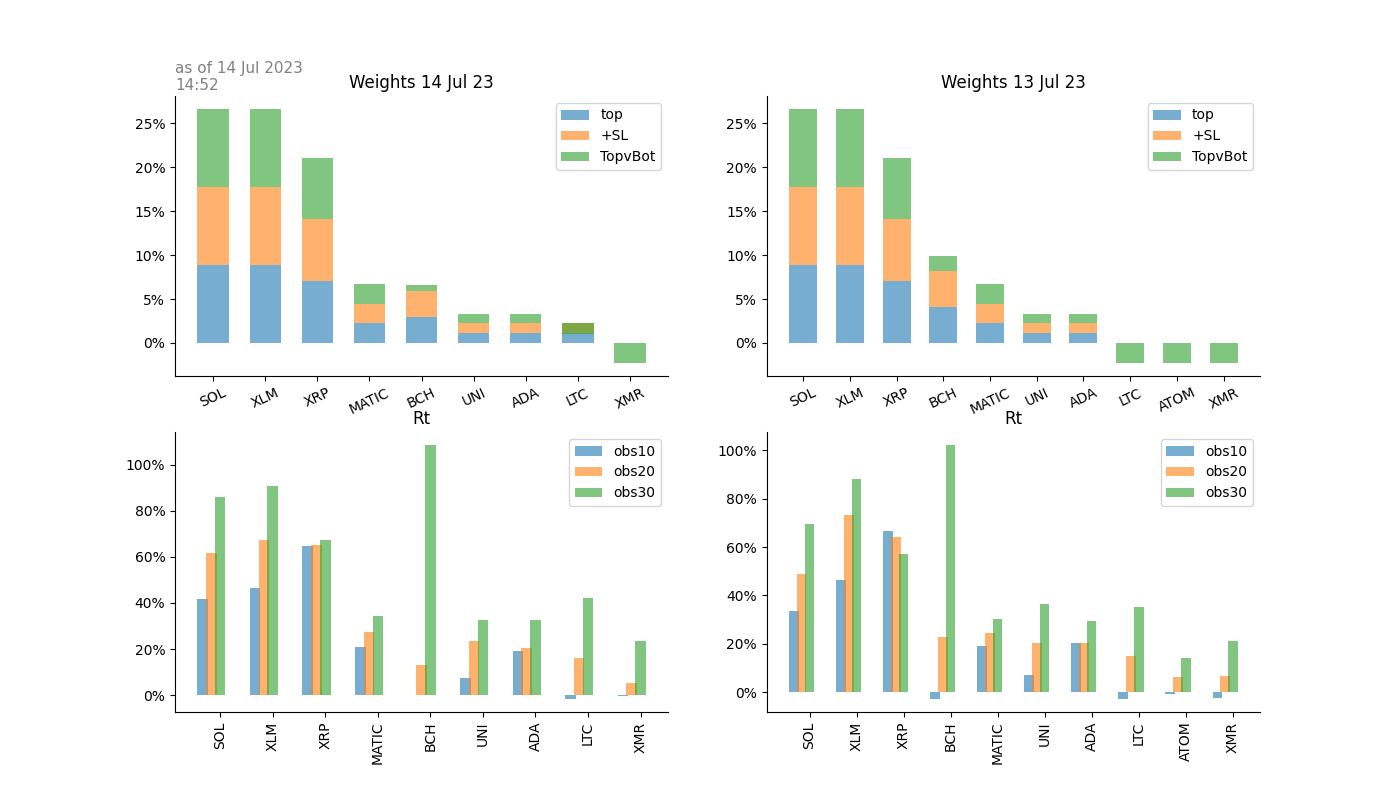 as of 14 Jul 2023
14:52
Weights 14 Jul 23
25%
20%
15%
10%
5%
0%
top
+SL
TopvBot
SOL XLM XRP MATIC BCH UNI ADA LTC XMR
Weights 13 Jul 23
25%
20%
15%
10%
5%
0%
top
+SL
TopvBot
SOL XLM XRP BCH MATIC UNI ADA LTC ATOM XMR
Rt
100%
80%
60%
40%
20%
0%
obs10
obs20
obs30
SOL XLM XRP MATIC BCH UNI ADA LTC XMR
Rt
100%
80%
60%
40%
20%
0%
obs10
obs20
obs30
SOL XLM XRP BCH MATIC UNI ADA LTC ATOM XMR